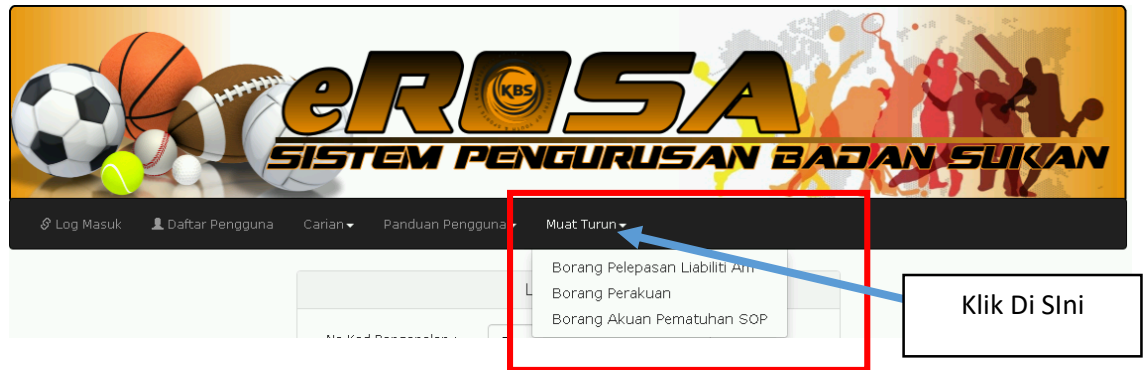 eROSA
KBS
SISTEM PENGURUSAN BADAN SUKAN
Log Masuk Daftar Pengguna Carian Panduan Pengguna Muat Turun
Borang Pelepasan Liabiliti Am
Borang Perakuan
Borang Akuan Pematuhan SOP
Klik Di SIni